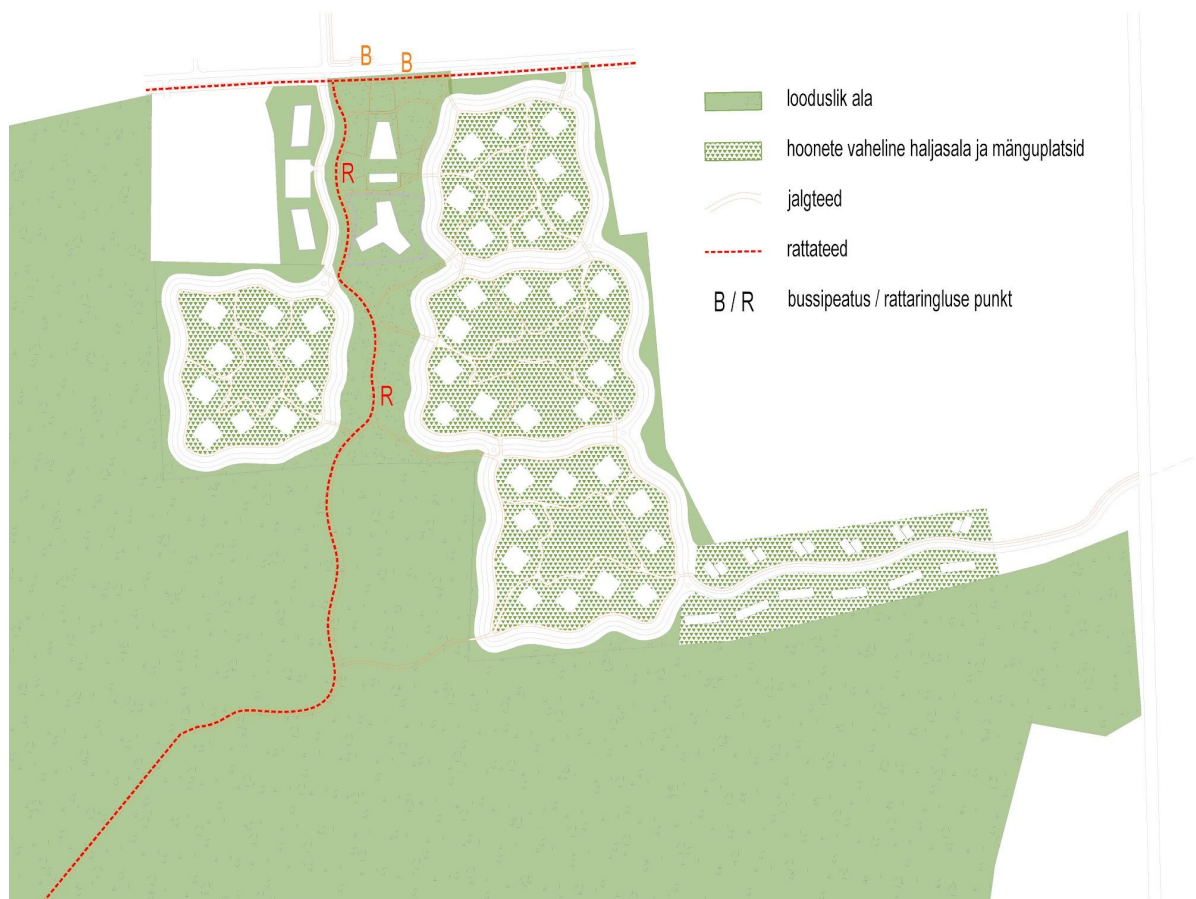 B
B
R
R
looduslik ala
hoonete vaheline haljasala ja mänguplatsid
jalgteed
rattateed
B / R bussipeatus / rattaringluse punkt